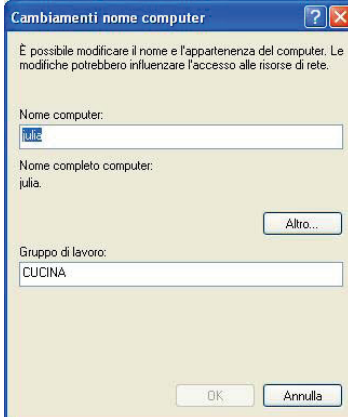 Cambiamenti nome computer
È possibile modificare il nome e l'appartenenza del computer. Le
modifiche potrebbero influenzare l'accesso alle risorse di rete.
Nome computer:
julia
Nome completo computer:
julia.
Altro...
Gruppo di lavoro:
CUCINA
OK
Annulla